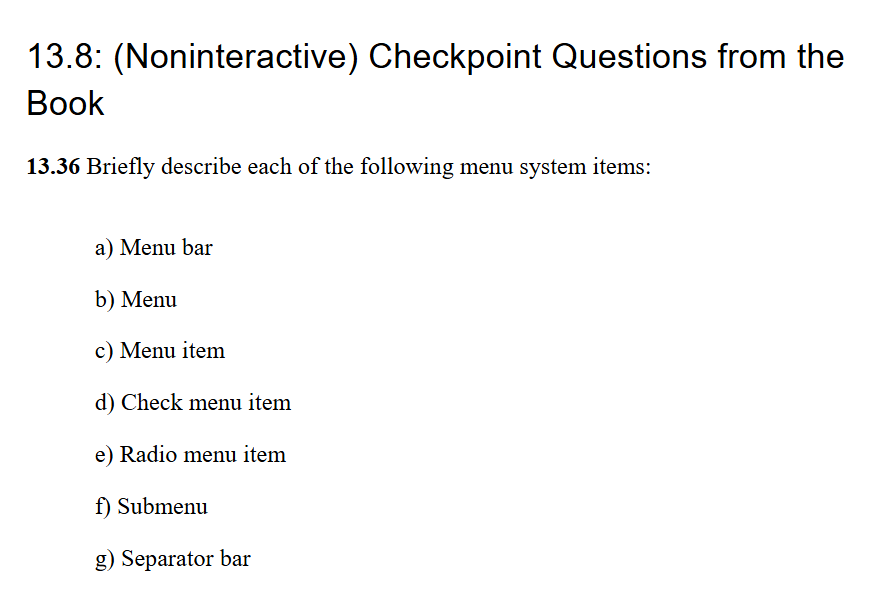 13.8: (Noninteractive) Checkpoint Questions from the
Book
13.36 Briefly describe each of the following menu system items:
a) Menu bar
b) Menu
c) Menu item
d) Check menu item
e) Radio menu item
f) Submenu
g) Separator bar